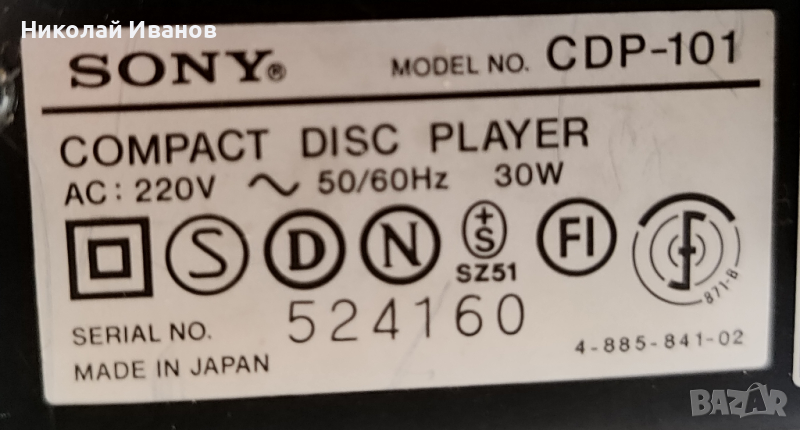 Николай Иванов
SONY® MODEL NO. CDP-101
COMPACT DISC PLAYER
AC: 220V ~ 50/60Hz 30W
S D N +S FI
SZ51
871-B
SERIAL NO. 524160
MADE IN JAPAN 4-885-841-02
BAZAR